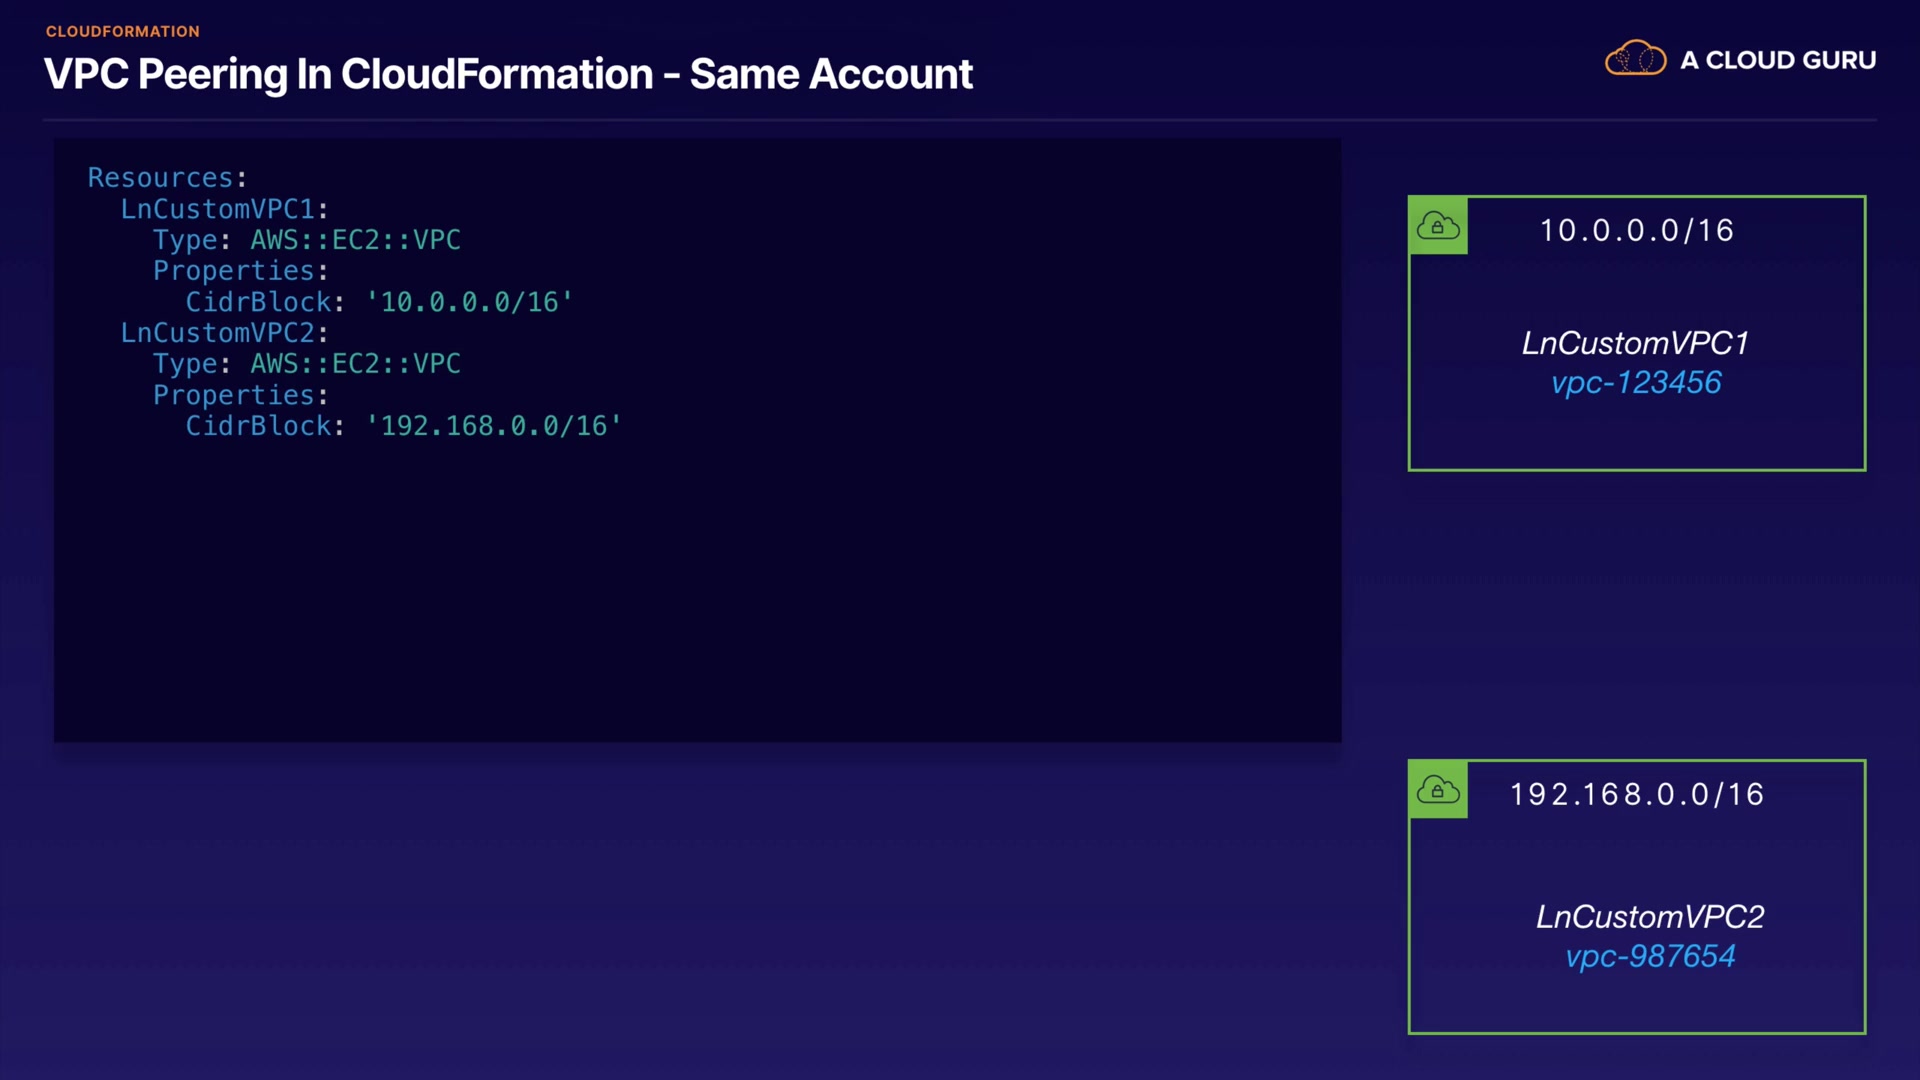 CLOUDFORMATION
VPC Peering In CloudFormation - Same Account
A CLOUD GURU
Resources:
  LnCustomVPC1:
    Type: AWS::EC2::VPC
    Properties:
      CidrBlock: '10.0.0.0/16'
  LnCustomVPC2:
    Type: AWS::EC2::VPC
    Properties:
      CidrBlock: '192.168.0.0/16'
10.0.0.0/16
LnCustomVPC1
vpc-123456
192.168.0.0/16
LnCustomVPC2
vpc-987654